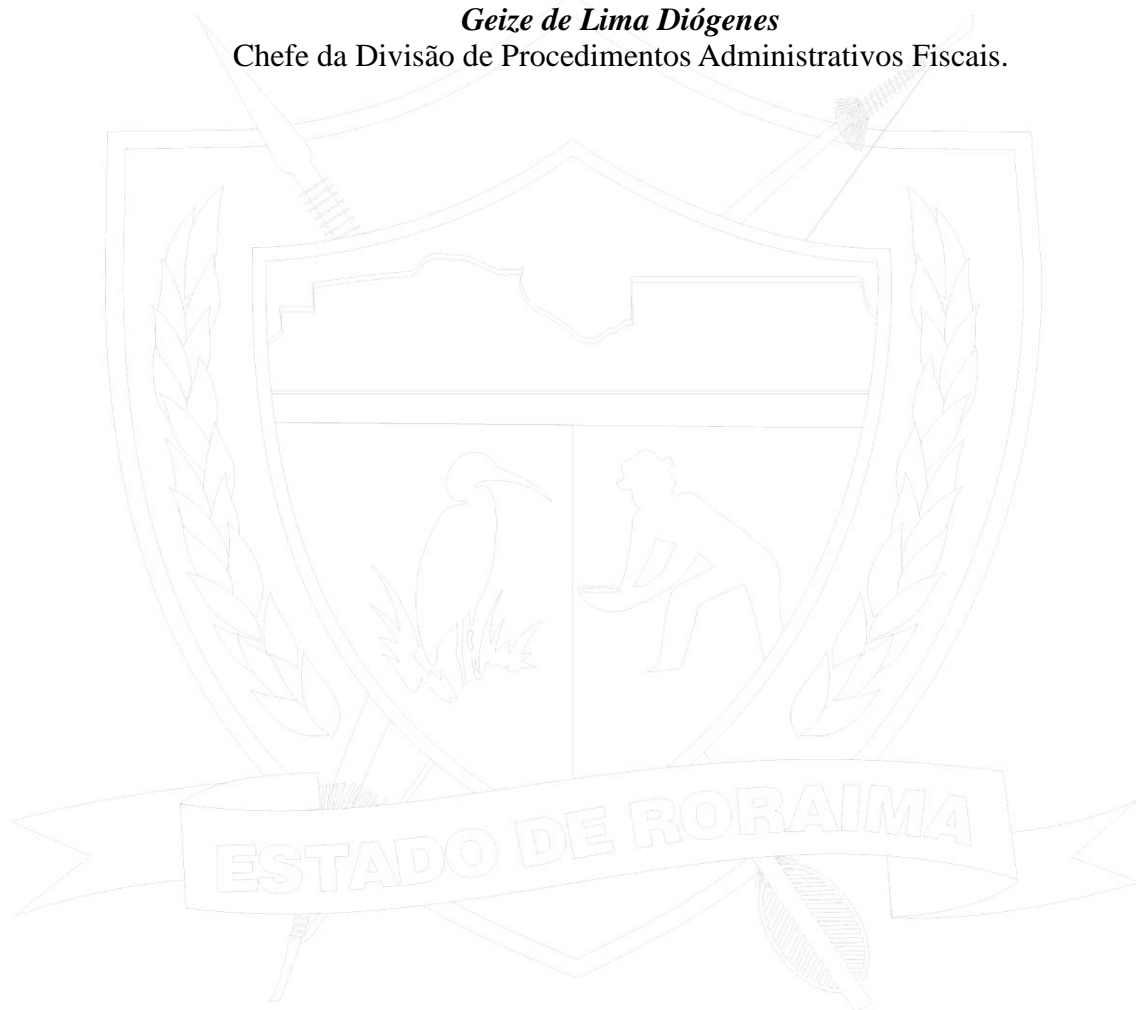 Geize de Lima Diógenes
Chefe da Divisão de Procedimentos Administrativos Fiscais.
ESTADO DE RORAIMA